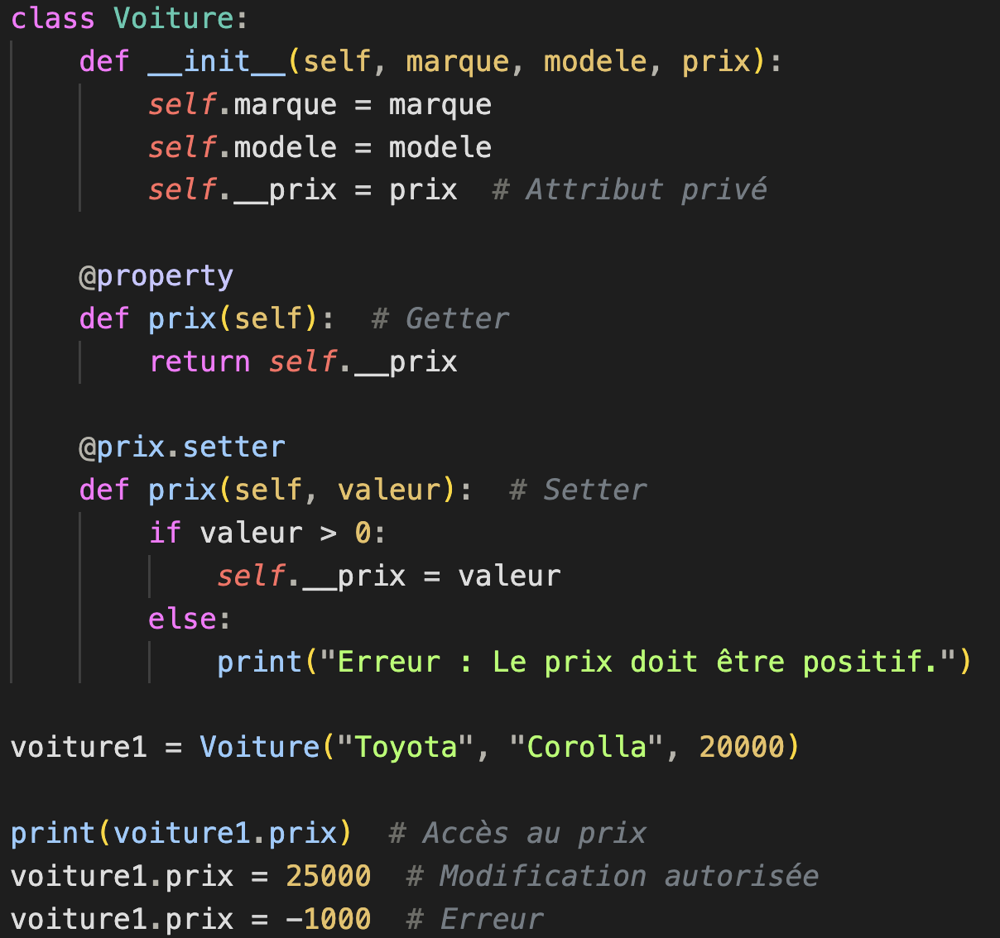 class Voiture:
    def __init__(self, marque, modele, prix):
        self.marque = marque
        self.modele = modele
        self.__prix = prix  # Attribut privé

    @property
    def prix(self):  # Getter
        return self.__prix

    @prix.setter
    def prix(self, valeur):  # Setter
        if valeur > 0:
            self.__prix = valeur
        else:
            print("Erreur : Le prix doit être positif.")

voiture1 = Voiture("Toyota", "Corolla", 20000)

print(voiture1.prix)  # Accès au prix
voiture1.prix = 25000  # Modification autorisée
voiture1.prix = -1000  # Erreur